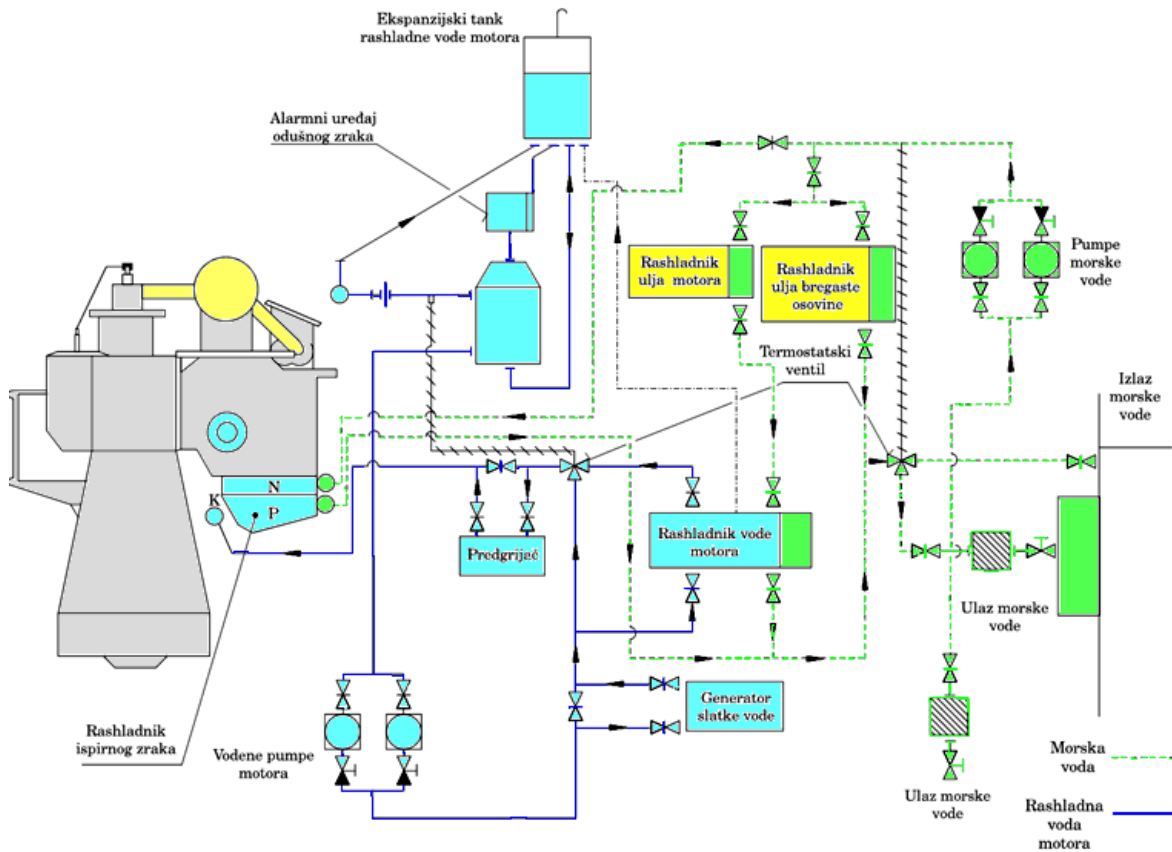 Ekspanzijski tank
rashladne vode motora
Alarmni uređaj
odušnog zraka
Rashladnik
ulja motora
Rashladnik
ulja bregaste
osovine
Pumpe
morske
vode
Termostatski
ventil
Izlaz
morske
vode
N
K
P
Predgrijač
Rashladnik vode
motora
Ulaz morske
vode
Rashladnik
ispirnog zraka
Vodene pumpe
motora
Generator
slatke vode
Ulaz morske
vode
Morska
voda
Rashladna
voda
motora